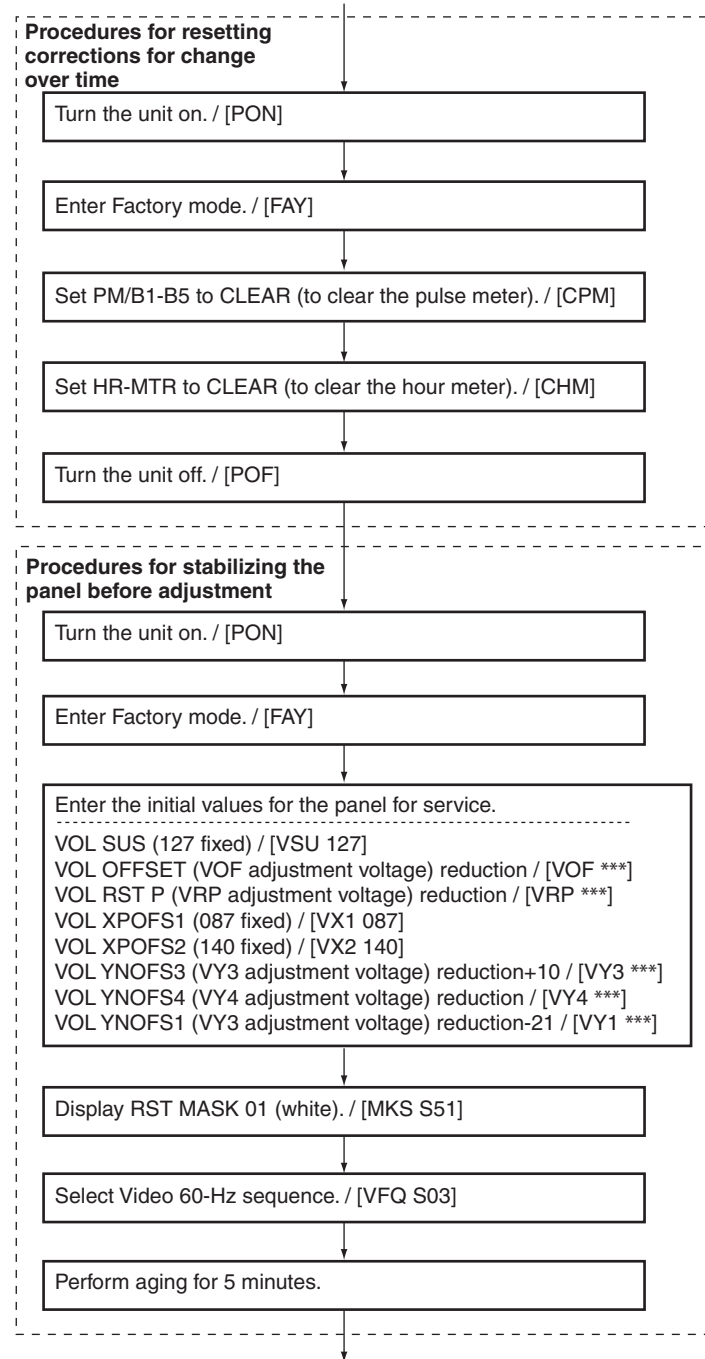 Procedures for resetting
corrections for change
over time
Turn the unit on. / [PON]
Enter Factory mode. / [FAY]
Set PM/B1-B5 to CLEAR (to clear the pulse meter). / [CPM]
Set HR-MTR to CLEAR (to clear the hour meter). / [CHM]
Turn the unit off. / [POF]
Procedures for stabilizing the
panel before adjustment
Turn the unit on. / [PON]
Enter Factory mode. / [FAY]
Enter the initial values for the panel for service.
VOL SUS (127 fixed) / [VSU 127]
VOL OFFSET (VOF adjustment voltage) reduction / [VOF ***]
VOL RST P (VRP adjustment voltage) reduction / [VRP ***]
VOL XPOFS1 (087 fixed) / [VX1 087]
VOL XPOFS2 (140 fixed) / [VX2 140]
VOL YNOFS3 (VY3 adjustment voltage) reduction+10 / [VY3 ***]
VOL YNOFS4 (VY4 adjustment voltage) reduction / [VY4 ***]
VOL YNOFS1 (VY3 adjustment voltage) reduction-21 / [VY1 ***]
Display RST MASK 01 (white). / [MKS S51]
Select Video 60-Hz sequence. / [VFQ S03]
Perform aging for 5 minutes.